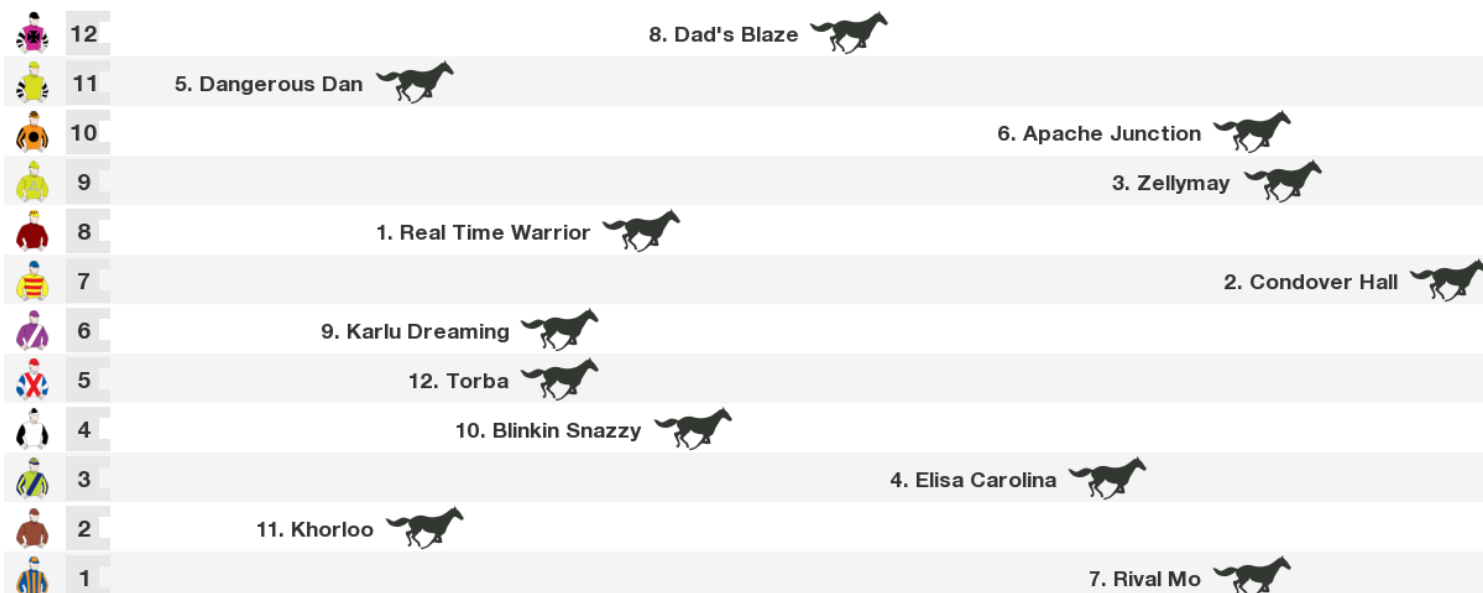 12 8. Dad's Blaze
11 5. Dangerous Dan
10 6. Apache Junction
9 3. Zellymay
8 1. Real Time Warrior
7 2. Condover Hall
6 9. Karlu Dreaming
5 12. Torba
4 10. Blinkin Snazzy
3 4. Elisa Carolina
2 11. Khorloo
1 7. Rival Mo